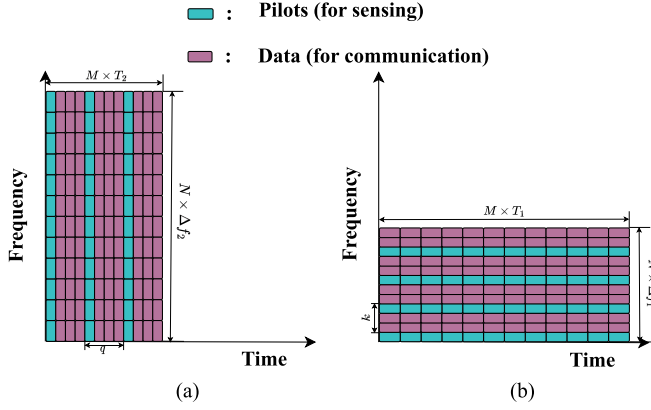 : Pilots (for sensing)
: Data (for communication)
M × T₂
Frequency
N × Δf₂
q
Time
(a)
M × T₁
Frequency
k
Time
(b)